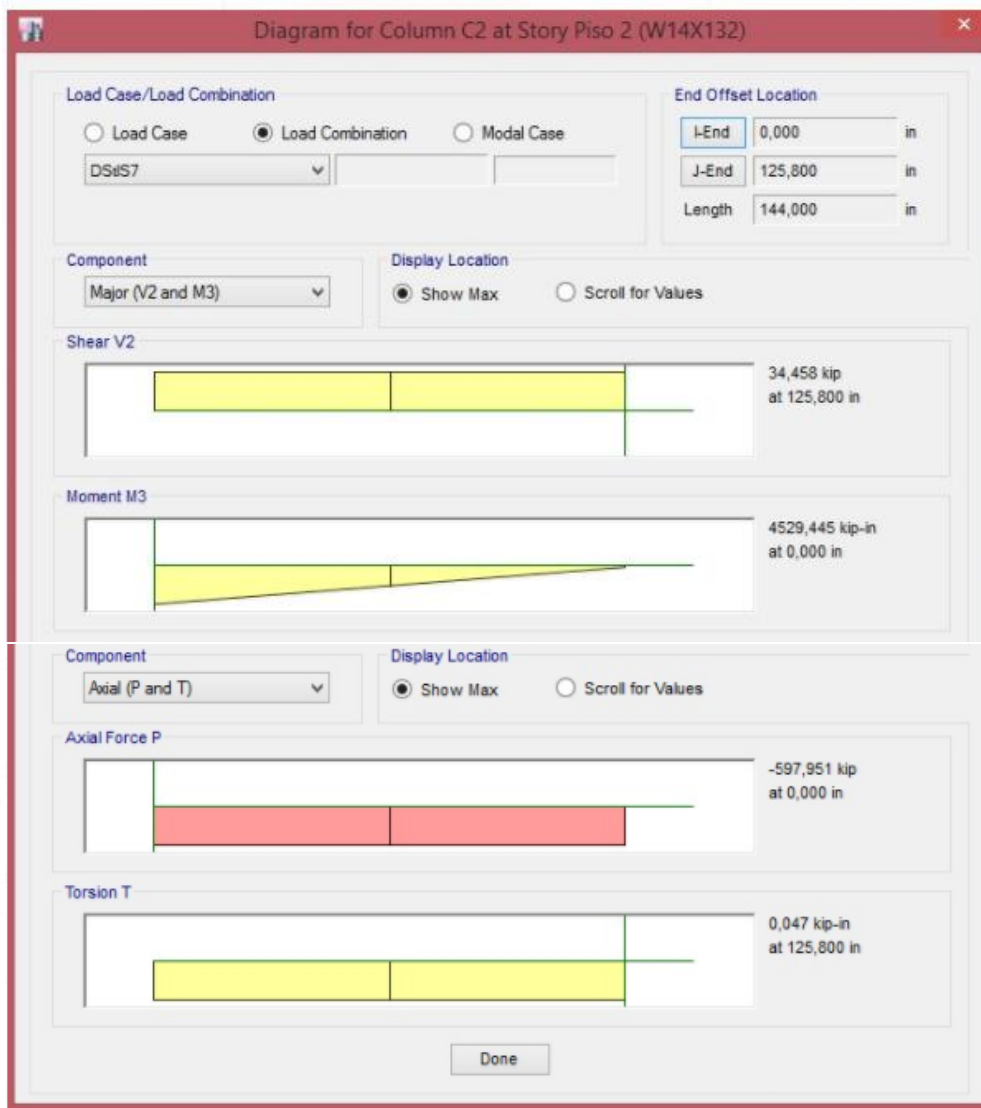 Diagram for Column C2 at Story Piso 2 (W14X132)
Load Case/Load Combination
Load Case Load Combination Modal Case
DStlS7
End Offset Location
I-End 0,000 in
J-End 125,800 in
Length 144,000 in
Component
Major (V2 and M3)
Display Location
Show Max Scroll for Values
Shear V2
34,458 kip
at 125,800 in
Moment M3
4529,445 kip-in
at 0,000 in
Component
Axial (P and T)
Display Location
Show Max Scroll for Values
Axial Force P
-597,951 kip
at 0,000 in
Torsion T
0,047 kip-in
at 125,800 in
Done